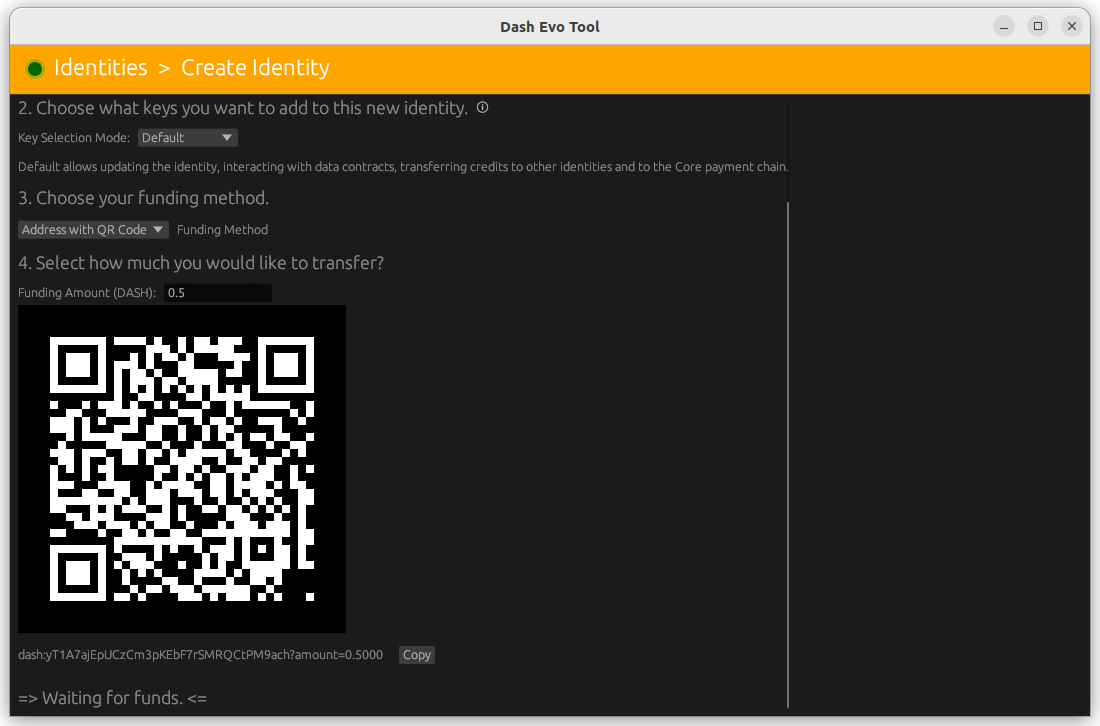 Dash Evo Tool
Identities > Create Identity
2. Choose what keys you want to add to this new identity.
Key Selection Mode: Default
Default allows updating the identity, interacting with data contracts, transferring credits to other identities and to the Core payment chain.
3. Choose your funding method.
Address with QR Code Funding Method
4. Select how much you would like to transfer?
Funding Amount (DASH): 0.5
dash:yT1A7ajEpUCzCm3pKEbF7rSMRQCtPM9ach?amount=0.5000 Copy
=> Waiting for funds. <=